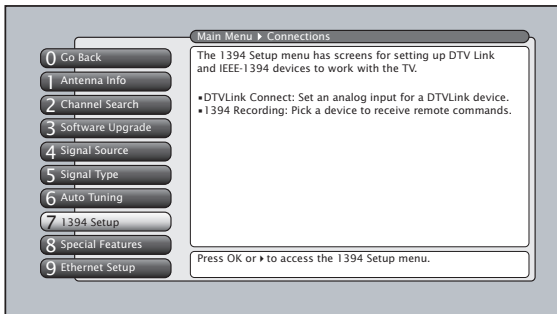 Main Menu ▸ Connections
0 Go Back
1 Antenna Info
2 Channel Search
3 Software Upgrade
4 Signal Source
5 Signal Type
6 Auto Tuning
7 1394 Setup
8 Special Features
9 Ethernet Setup
The 1394 Setup menu has screens for setting up DTV Link
and IEEE-1394 devices to work with the TV.
▪DTVLink Connect: Set an analog input for a DTVLink device.
▪1394 Recording: Pick a device to receive remote commands.
Press OK or ▸ to access the 1394 Setup menu.